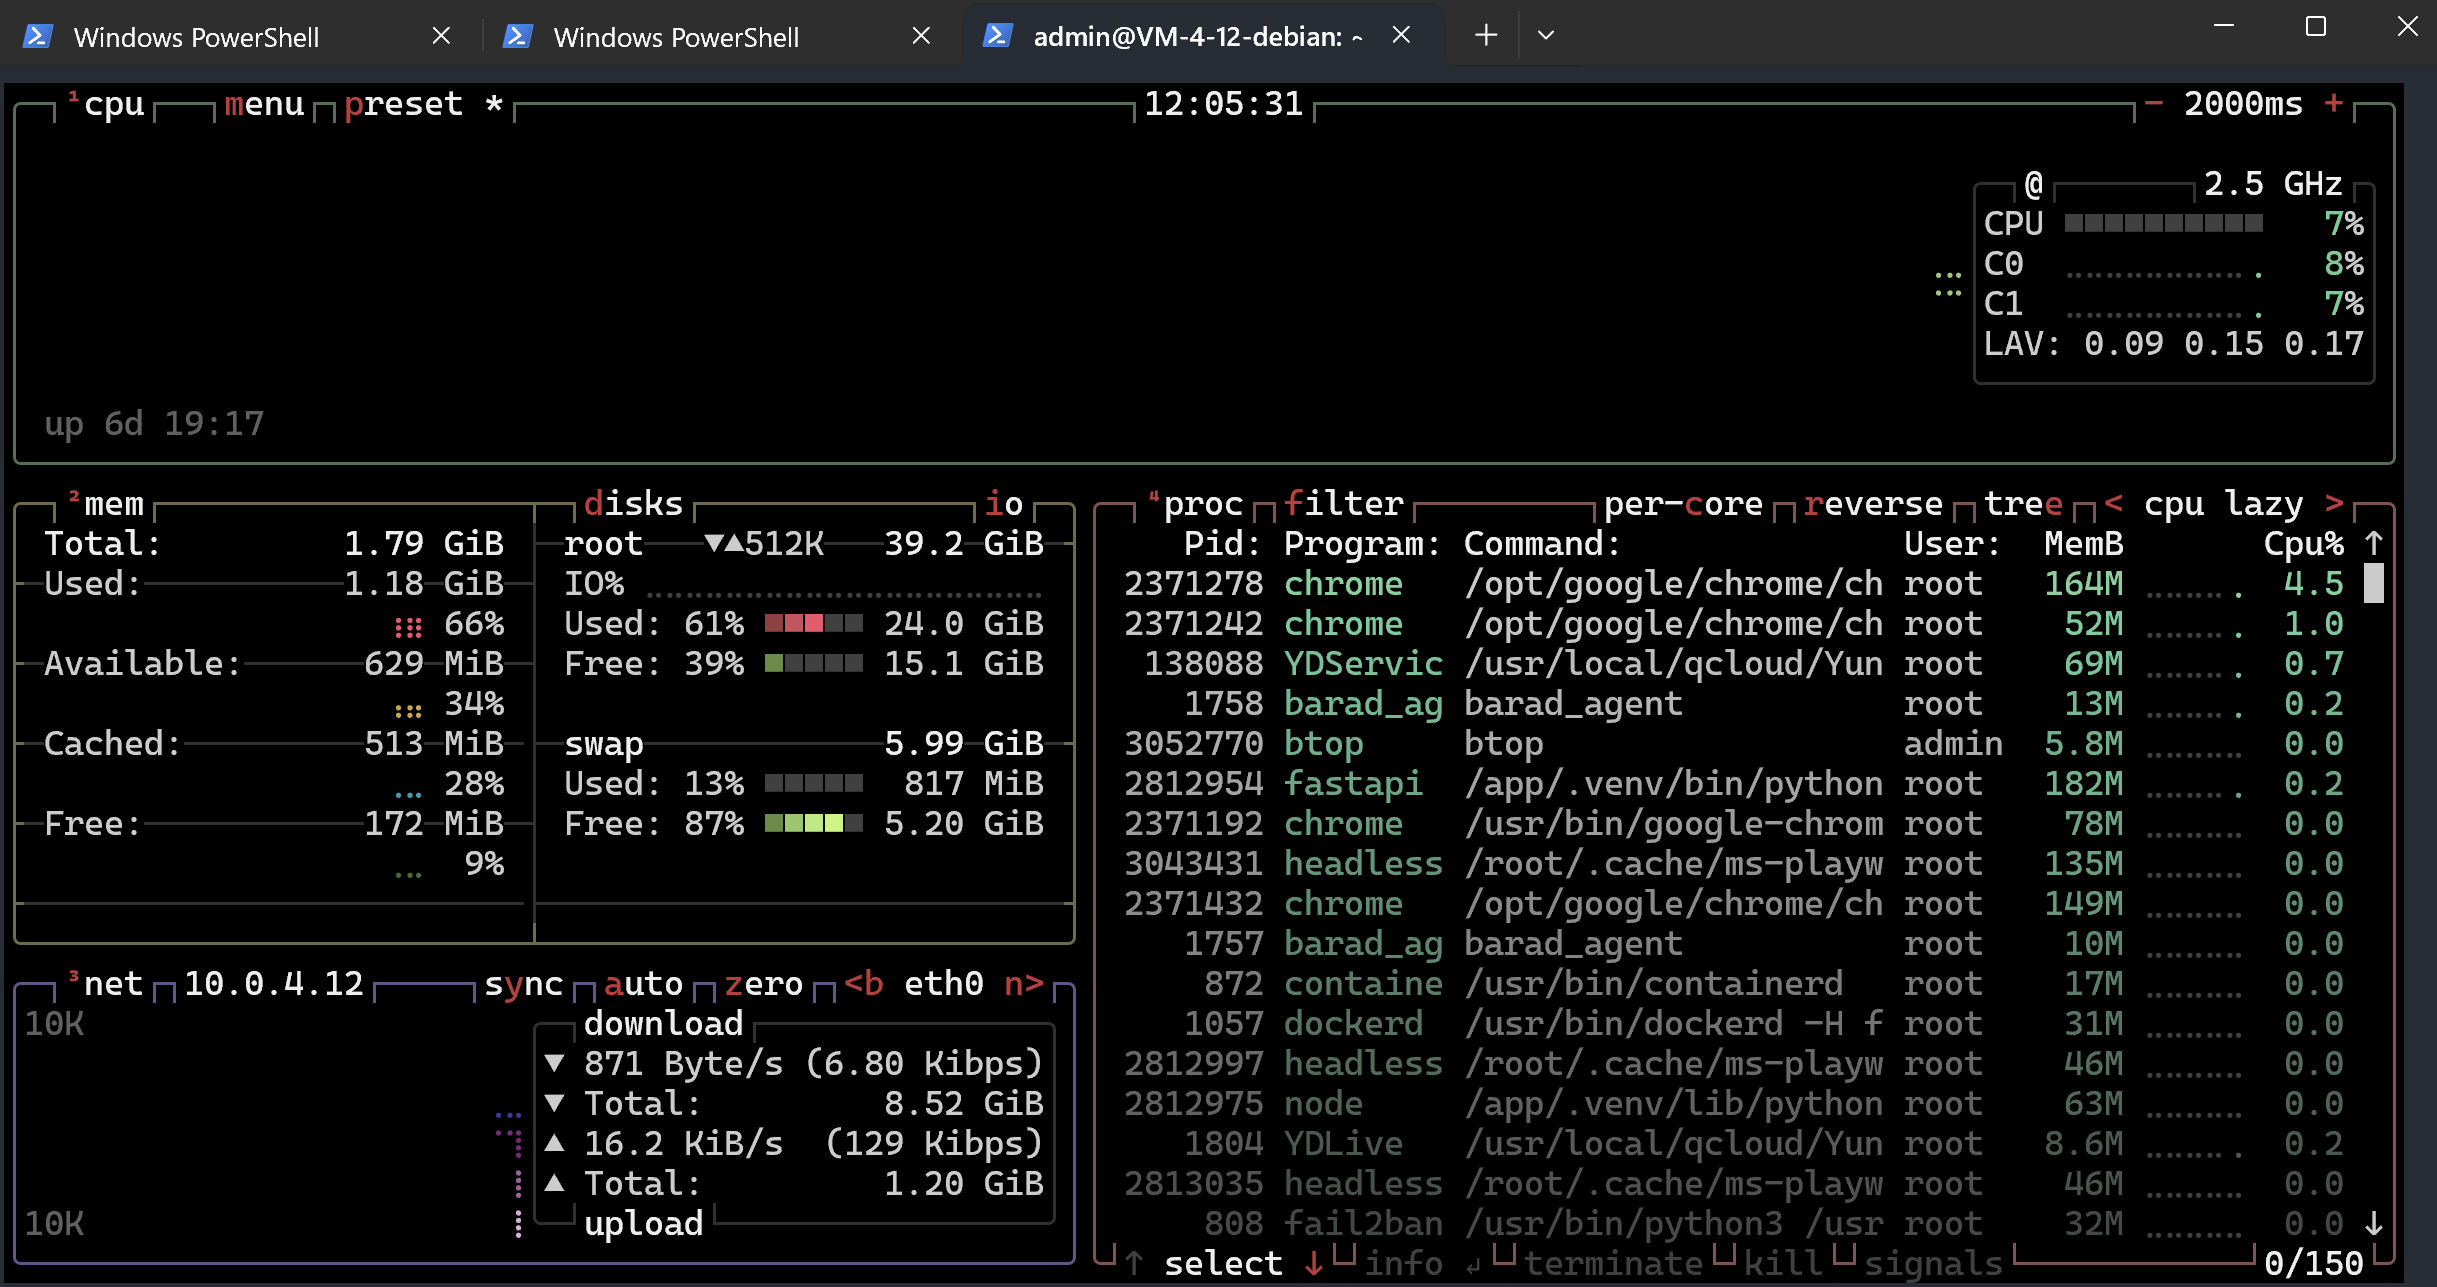 Windows PowerShell
Windows PowerShell
admin@VM-4-12-debian: ~
¹cpu menu preset * 12:05:31 - 2000ms +
@ 2.5 GHz
CPU 7%
C0 8%
C1 7%
LAV: 0.09 0.15 0.17
up 6d 19:17
²mem
Total: 1.79 GiB
Used: 1.18 GiB
66%
Available: 629 MiB
34%
Cached: 513 MiB
28%
Free: 172 MiB
9%
disks io
root ▼▲512K 39.2 GiB
IO%
Used: 61% 24.0 GiB
Free: 39% 15.1 GiB
swap 5.99 GiB
Used: 13% 817 MiB
Free: 87% 5.20 GiB
³net 10.0.4.12 sync auto zero <b eth0 n>
10K
download
▼ 871 Byte/s (6.80 Kibps)
▼ Total: 8.52 GiB
▲ 16.2 KiB/s (129 Kibps)
▲ Total: 1.20 GiB
upload
10K
⁴proc filter per-core reverse tree < cpu lazy >
Pid: Program: Command: User: MemB Cpu% ↑
2371278 chrome /opt/google/chrome/ch root 164M 4.5
2371242 chrome /opt/google/chrome/ch root 52M 1.0
138088 YDServic /usr/local/qcloud/Yun root 69M 0.7
1758 barad_ag barad_agent root 13M 0.2
3052770 btop btop admin 5.8M 0.0
2812954 fastapi /app/.venv/bin/python root 182M 0.2
2371192 chrome /usr/bin/google-chrom root 78M 0.0
3043431 headless /root/.cache/ms-playw root 135M 0.0
2371432 chrome /opt/google/chrome/ch root 149M 0.0
1757 barad_ag barad_agent root 10M 0.0
872 containe /usr/bin/containerd root 17M 0.0
1057 dockerd /usr/bin/dockerd -H f root 31M 0.0
2812997 headless /root/.cache/ms-playw root 46M 0.0
2812975 node /app/.venv/lib/python root 63M 0.0
1804 YDLive /usr/local/qcloud/Yun root 8.6M 0.2
2813035 headless /root/.cache/ms-playw root 46M 0.0
808 fail2ban /usr/bin/python3 /usr root 32M 0.0 ↓
↑ select ↓ info ↲ terminate kill signals 0/150